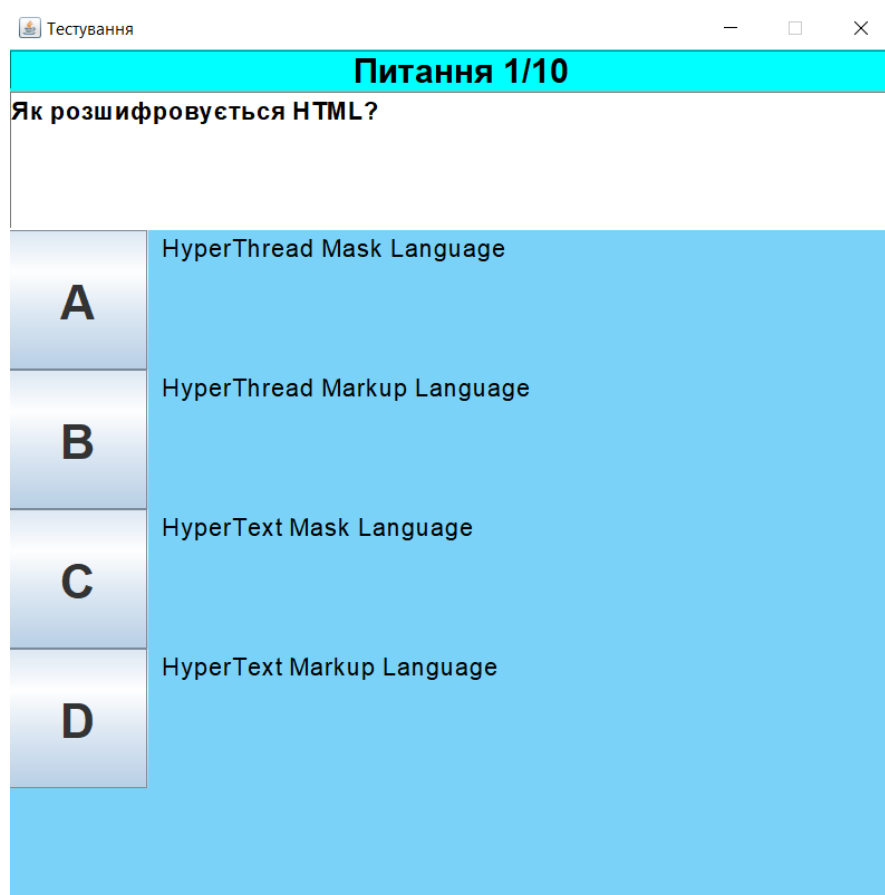 Тестування
Питання 1/10
Як розшифровується HTML?
A
HyperThread Mask Language
B
HyperThread Markup Language
C
HyperText Mask Language
D
HyperText Markup Language